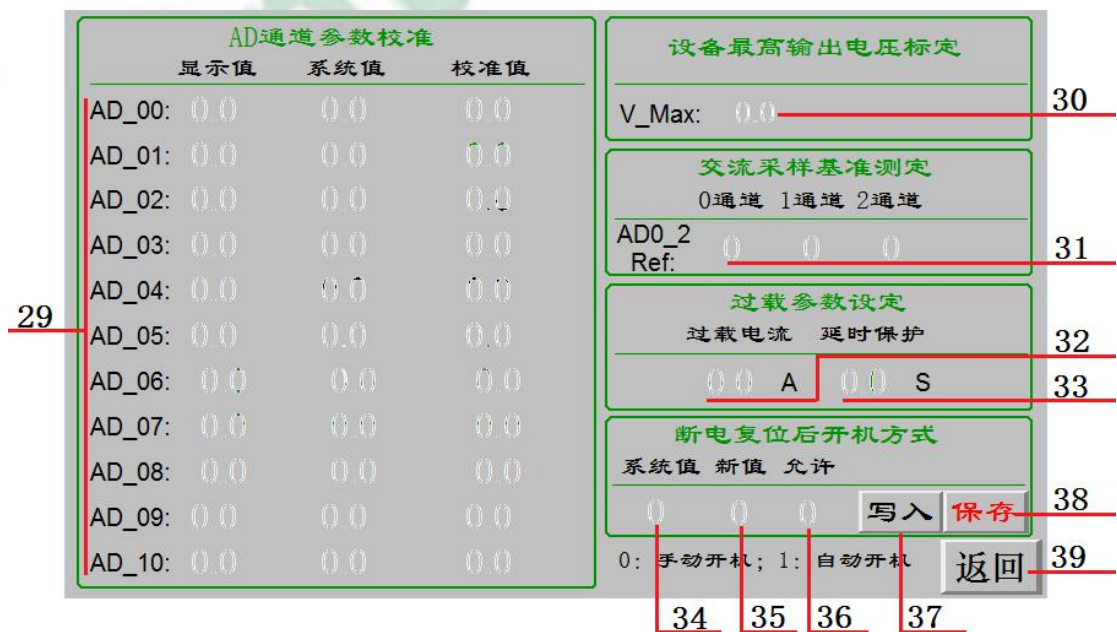 AD通道参数校准
显示值 系统值 校准值
AD_00: 0.0 0.0 0.0
AD_01: 0.0 0.0 0.0
AD_02: 0.0 0.0 0.0
AD_03: 0.0 0.0 0.0
AD_04: 0.0 0.0 0.0
AD_05: 0.0 0.0 0.0
AD_06: 0.0 0.0 0.0
AD_07: 0.0 0.0 0.0
AD_08: 0.0 0.0 0.0
AD_09: 0.0 0.0 0.0
AD_10: 0.0 0.0 0.0
29
设备最高输出电压标定
V_Max: 0.0
30
交流采样基准测定
0通道 1通道 2通道
AD0_2
Ref: 0 0 0
31
过载参数设定
过载电流 延时保护
32
0.0 A 0.0 S
33
断电复位后开机方式
系统值 新值 允许
0 0 0 写入 保存
38
0: 手动开机; 1: 自动开机
返回
39
34 35 36 37